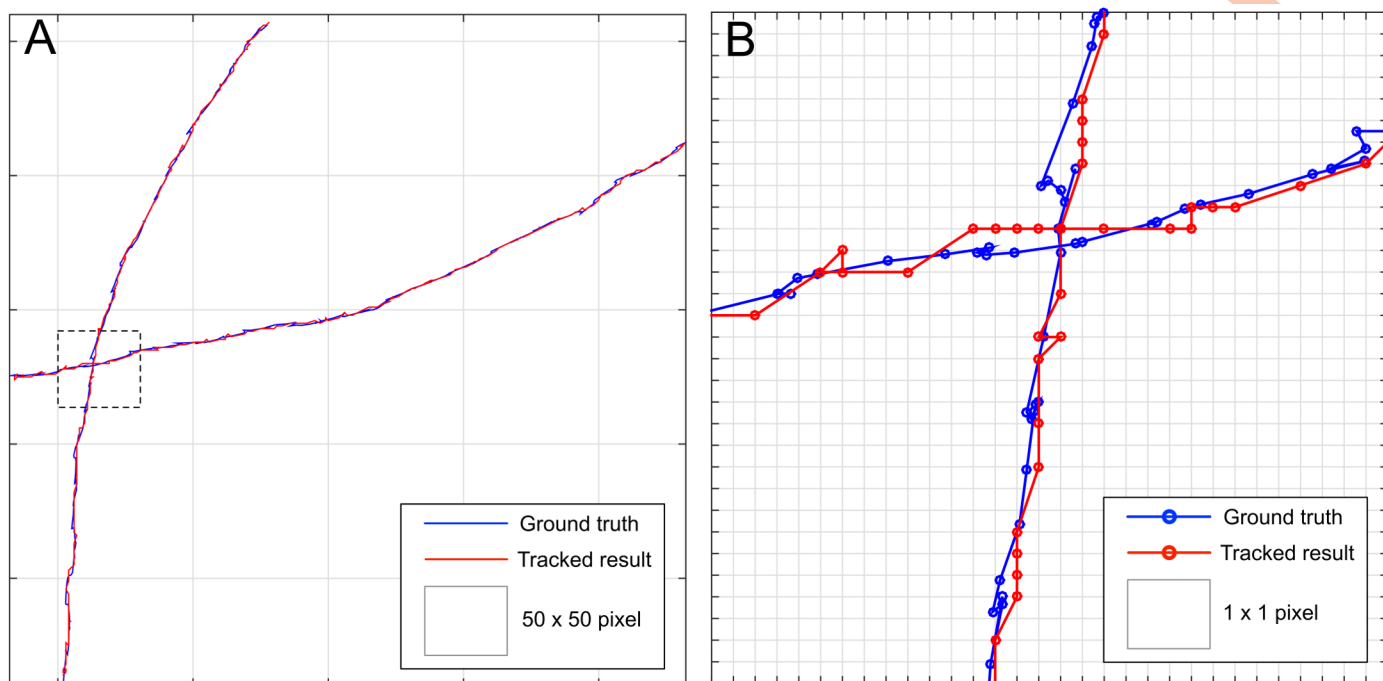 A
Ground truth
Tracked result
50 x 50 pixel
B
Ground truth
Tracked result
1 x 1 pixel